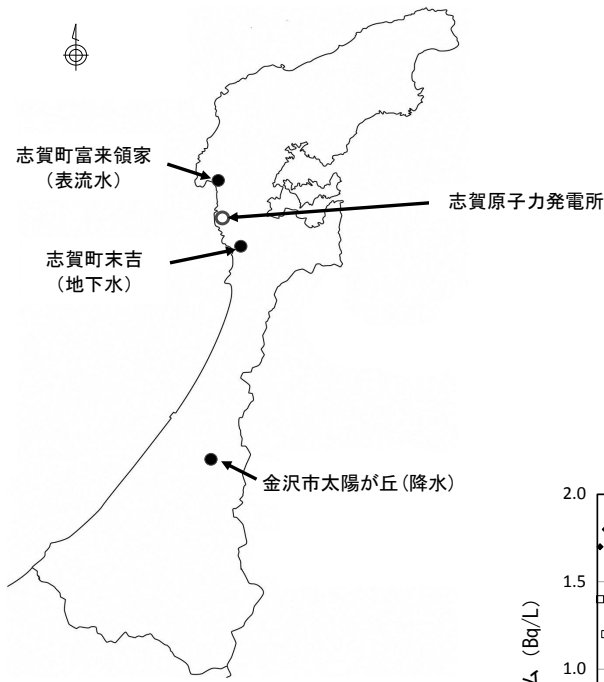 志賀町富来領家
(表流水)
志賀原子力発電所
志賀町末吉
(地下水)
金沢市太陽が丘(降水)
2.0
1.5
1.0
ム (Bq/L)